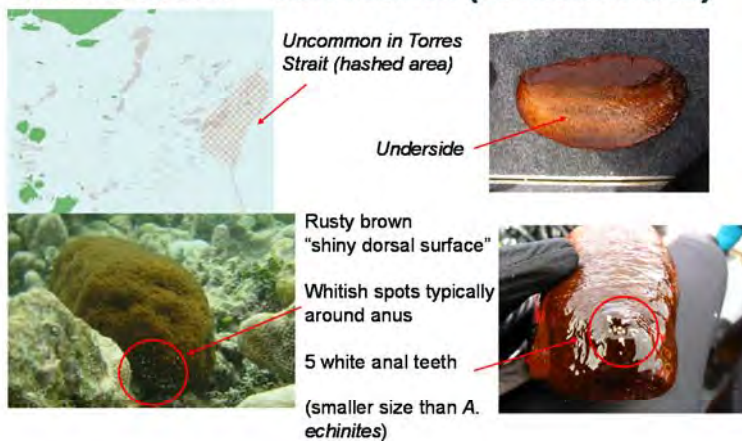 Uncommon in Torres
Strait (hashed area)
Underside
Rusty brown
"shiny dorsal surface"
Whitish spots typically
around anus
5 white anal teeth
(smaller size than A.
echinites)